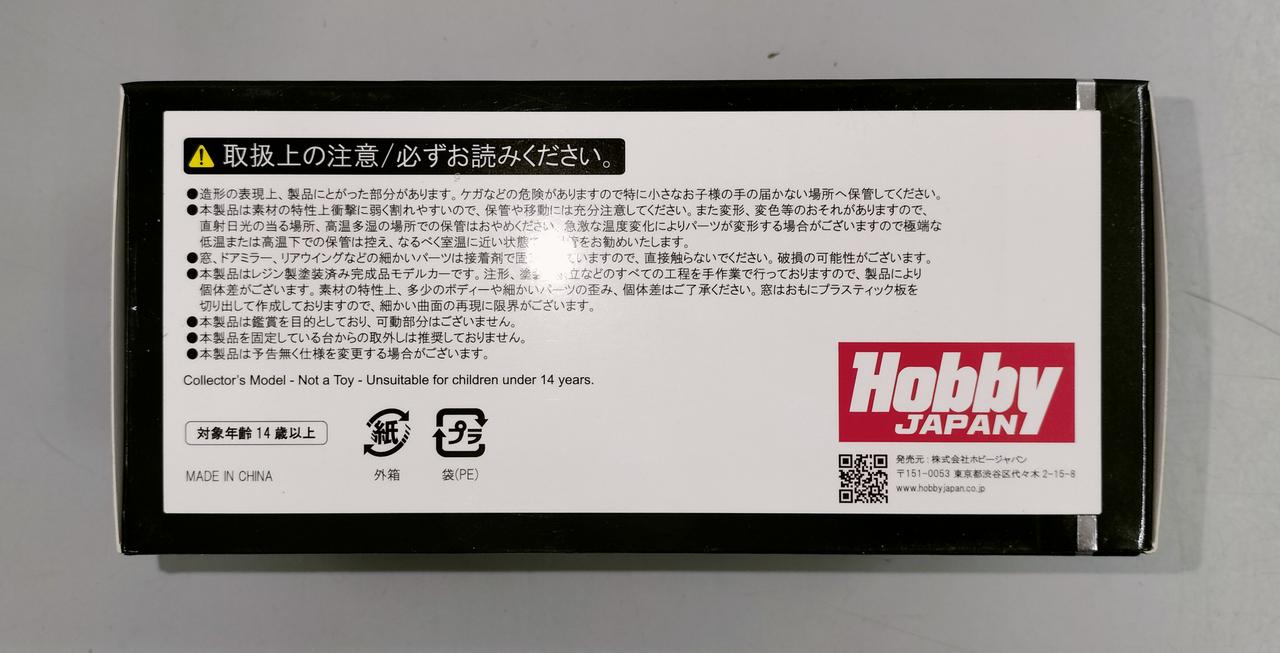 取扱上の注意/必ずお読みください。
●造形の表現上、製品にとがった部分があります。ケガなどの危険がありますので特に小さなお子様の手の届かない場所へ保管してください。
●本製品は素材の特性上衝撃に弱く割れやすいので、保管や移動には充分注意してください。また変形、変色等のおそれがありますので、
直射日光の当る場所、高温多湿の場所での保管はおやめください。急激な温度変化によりパーツが変形する場合がございますので極端な
低温または高温下での保管は控え、なるべく室温に近い状態で 管をお勧めいたします。
●窓、ドアミラー、リアウイングなどの細かいパーツは接着剤で固 ていますので、直接触らないでください。破損の可能性がございます。
●本製品はレジン製塗装済み完成品モデルカーです。注形、塗 立などのすべての工程を手作業で行っておりますので、製品により
個体差がございます。素材の特性上、多少のボディーや細かいパーツの歪み、個体差はご了承ください。窓はおもにプラスティック板を
切り出して作成しておりますので、細かい曲面の再現に限界がございます。
●本製品は鑑賞を目的としており、可動部分はございません。
●本製品を固定している台からの取外しは推奨しておりません。
●本製品は予告無く仕様を変更する場合がございます。
Collector's Model - Not a Toy - Unsuitable for children under 14 years.
対象年齢 14 歳以上
紙
プラ
外箱
袋(PE)
MADE IN CHINA
Hobby
JAPAN
発売元：株式会社ホビージャパン
〒151-0053 東京都渋谷区代々木 2-15-8
www.hobbyjapan.co.jp